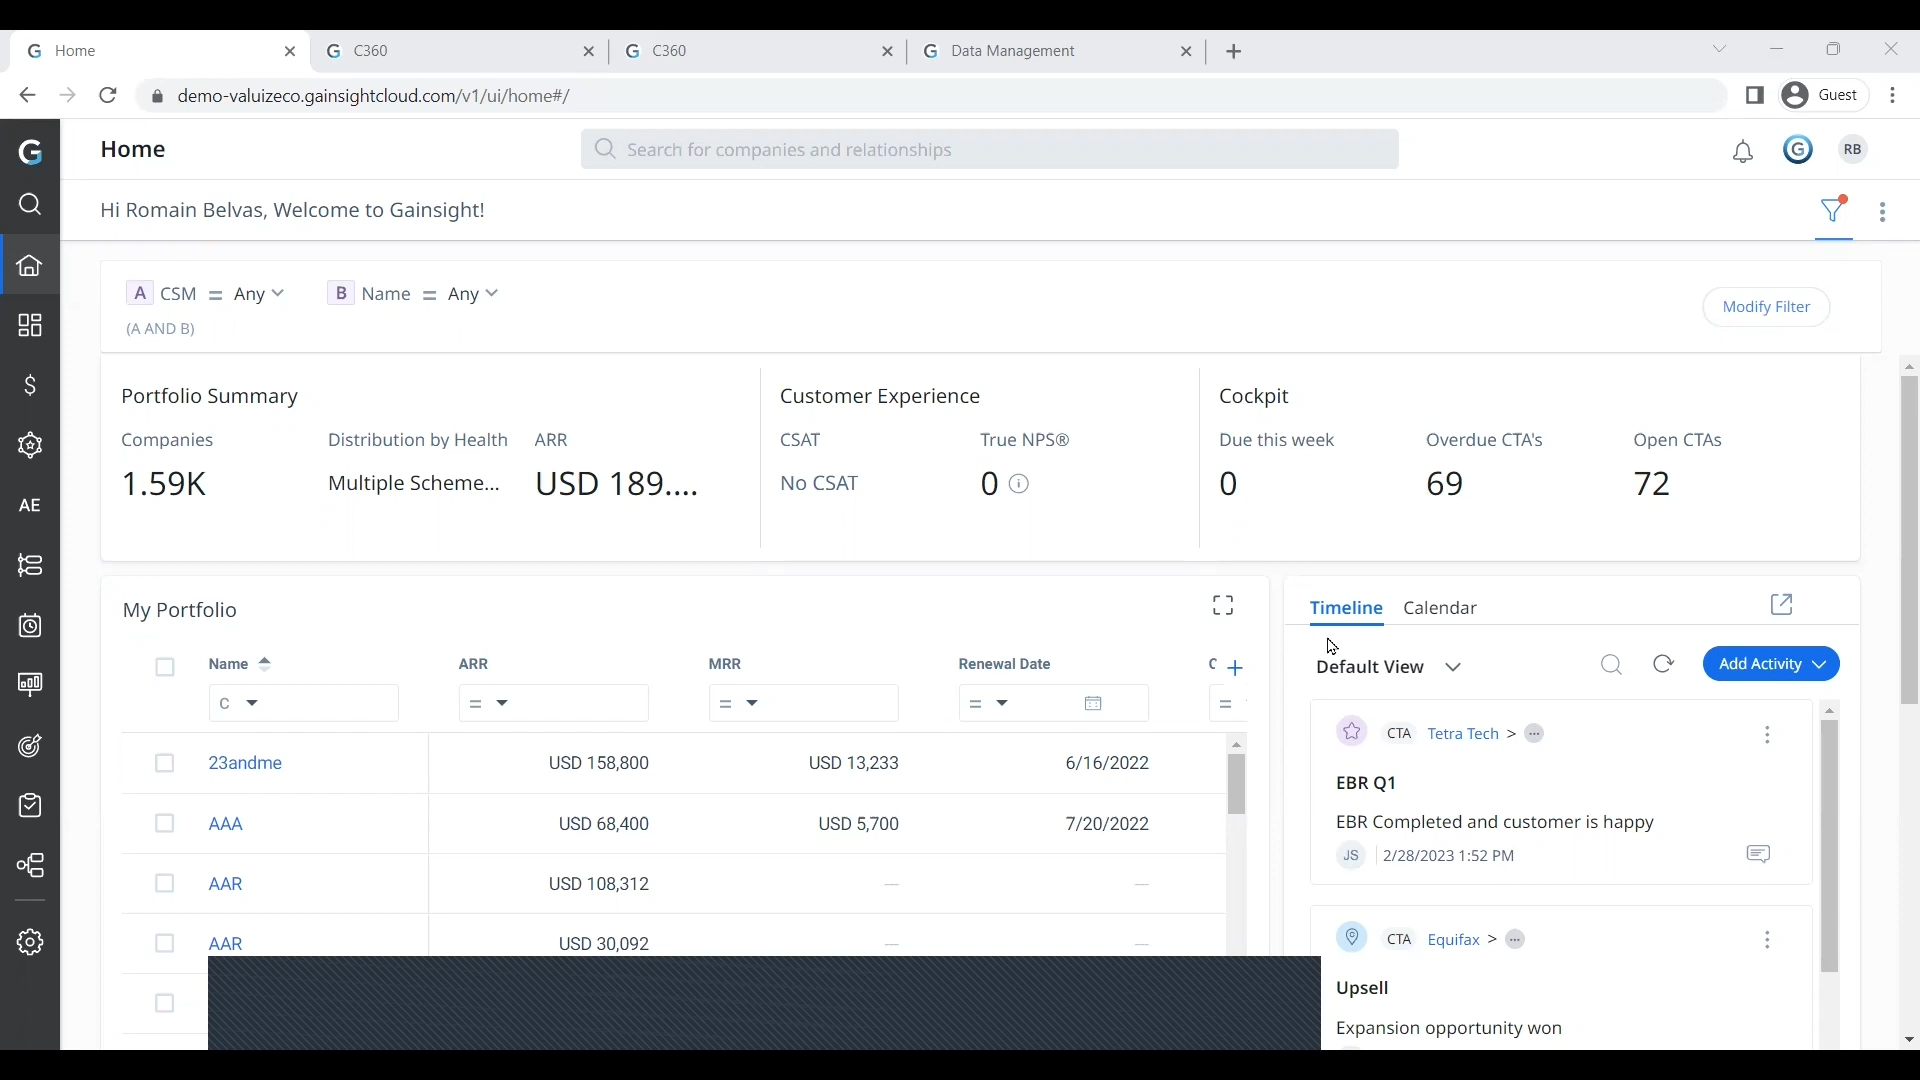 Home
C360
C360
Data Management
demo-valuizeco.gainsightcloud.com/v1/ui/home#/
Guest
G
Home
Search for companies and relationships
G
RB
Hi Romain Belvas, Welcome to Gainsight!
A CSM = Any
B Name = Any
(A AND B)
Modify Filter
AE
Portfolio Summary
Companies
Distribution by Health
ARR
1.59K
Multiple Scheme...
USD 189....
Customer Experience
CSAT
True NPS®
No CSAT
0
Cockpit
Due this week
Overdue CTA's
Open CTAs
0
69
72
My Portfolio
Name
ARR
MRR
Renewal Date
C
C
=
=
=
=
23andme USD 158,800 USD 13,233 6/16/2022
AAA USD 68,400 USD 5,700 7/20/2022
AAR USD 108,312 — —
AAR USD 30,092 — —
Timeline Calendar
Default View
Add Activity
CTA Tetra Tech > ...
EBR Q1
EBR Completed and customer is happy
JS 2/28/2023 1:52 PM
CTA Equifax > ...
Upsell
Expansion opportunity won